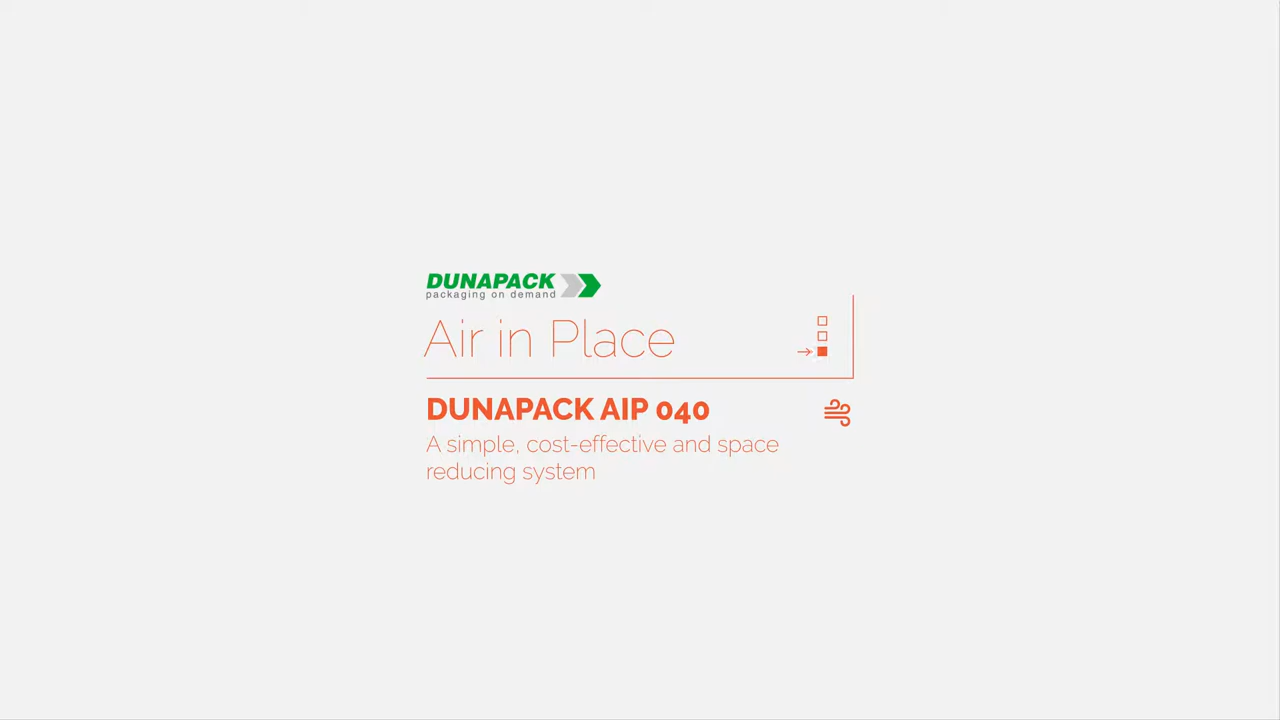 DUNAPACK
packaging on demand
Air in Place
DUNAPACK AIP 040
A simple, cost-effective and space
reducing system